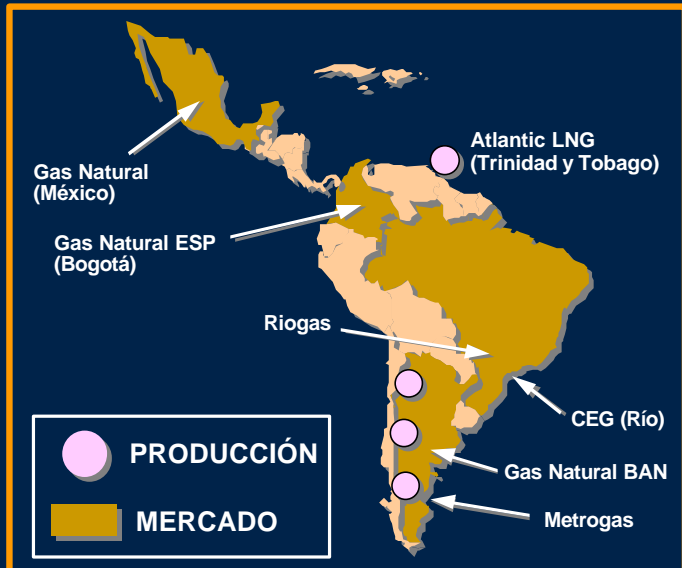 Atlantic LNG
(Trinidad y Tobago)
Gas Natural
(México)
Gas Natural ESP
(Bogotá)
Riogas
CEG (Río)
Gas Natural BAN
Metrogas
PRODUCCIÓN
MERCADO